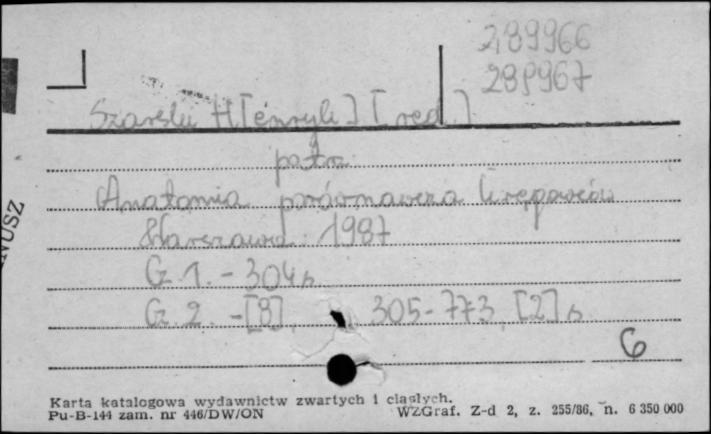 289966
289967
Szarski H[enryk] [red.]
patrz
Anatomia porównawcza kręgowców
Warszawa 1987
Cz. 1. - 304 s.
Cz. 2. - [8], 305-773, [2] s.
6
NUSZ
Karta katalogowa wydawnictw zwartych i ciągłych.
Pu-B-144 zam. nr 446/DW/ON
WZGraf. Z-d 2, z. 255/86, n. 6 350 000